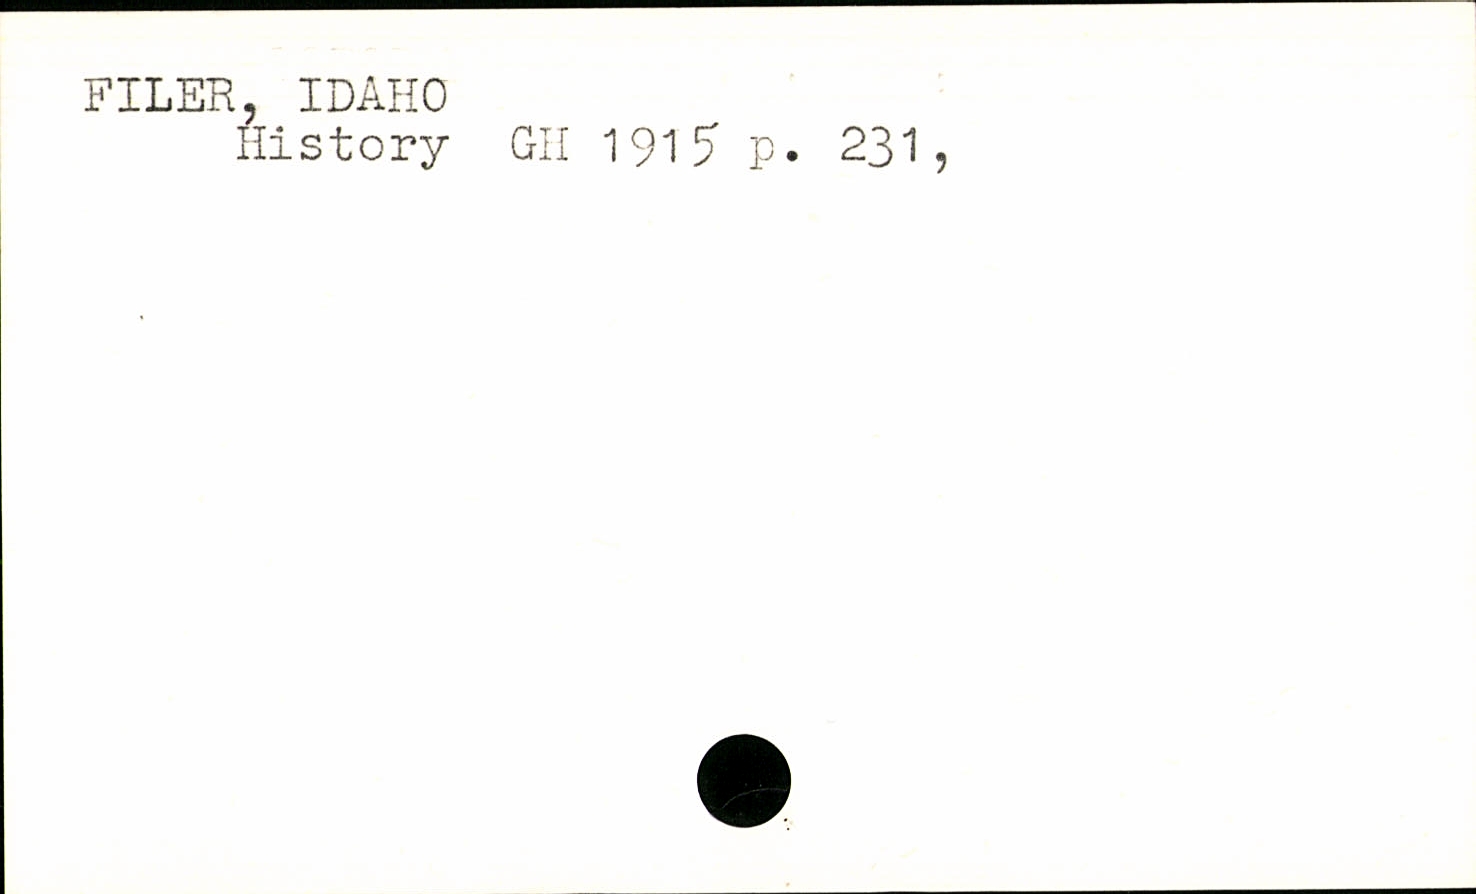 FILER, IDAHO
History GH 1915 p. 231,